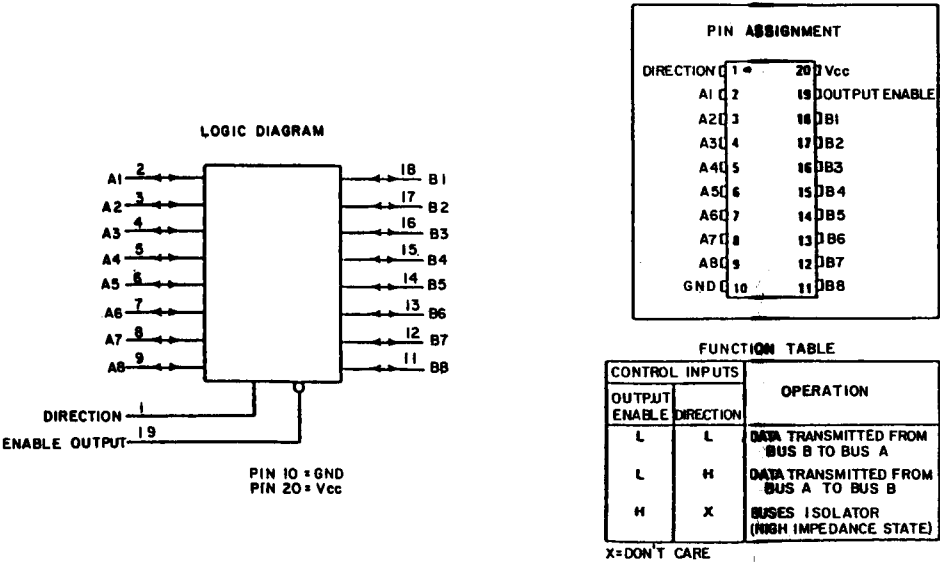 LOGIC DIAGRAM
A1 2 18 B1
A2 3 17 B2
A3 4 16 B3
A4 5 15 B4
A5 6 14 B5
A6 7 13 B6
A7 8 12 B7
A8 9 11 B8
DIRECTION 1
ENABLE OUTPUT 19
PIN 10 = GND
PIN 20 = Vcc
PIN ASSIGNMENT
DIRECTION 1 20 Vcc
A1 2 19 OUTPUT ENABLE
A2 3 18 B1
A3 4 17 B2
A4 5 16 B3
A5 6 15 B4
A6 7 14 B5
A7 8 13 B6
A8 9 12 B7
GND 10 11 B8
FUNCTION TABLE
CONTROL INPUTS
OPERATION
OUTPUT
ENABLE DIRECTION
L L DATA TRANSMITTED FROM
BUS B TO BUS A
L H DATA TRANSMITTED FROM
BUS A TO BUS B
H X BUSES ISOLATOR
(HIGH IMPEDANCE STATE)
X=DON'T CARE